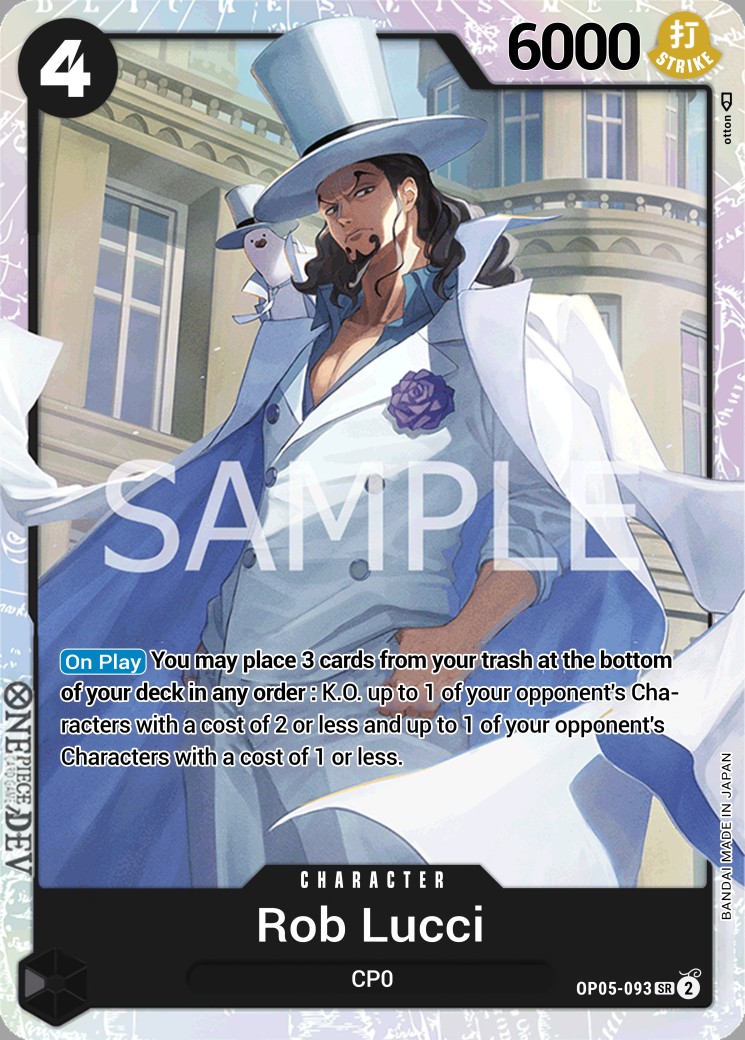 4
6000
打
STRIKE
otton
SAMPLE
On Play You may place 3 cards from your trash at the bottom
of your deck in any order : K.O. up to 1 of your opponent's Cha-
racters with a cost of 2 or less and up to 1 of your opponent's
Characters with a cost of 1 or less.
ONE PIECE
CARD GAME
DEV
BANDAI MADE IN JAPAN
CHARACTER
Rob Lucci
CP0
OP05-093 SR 2